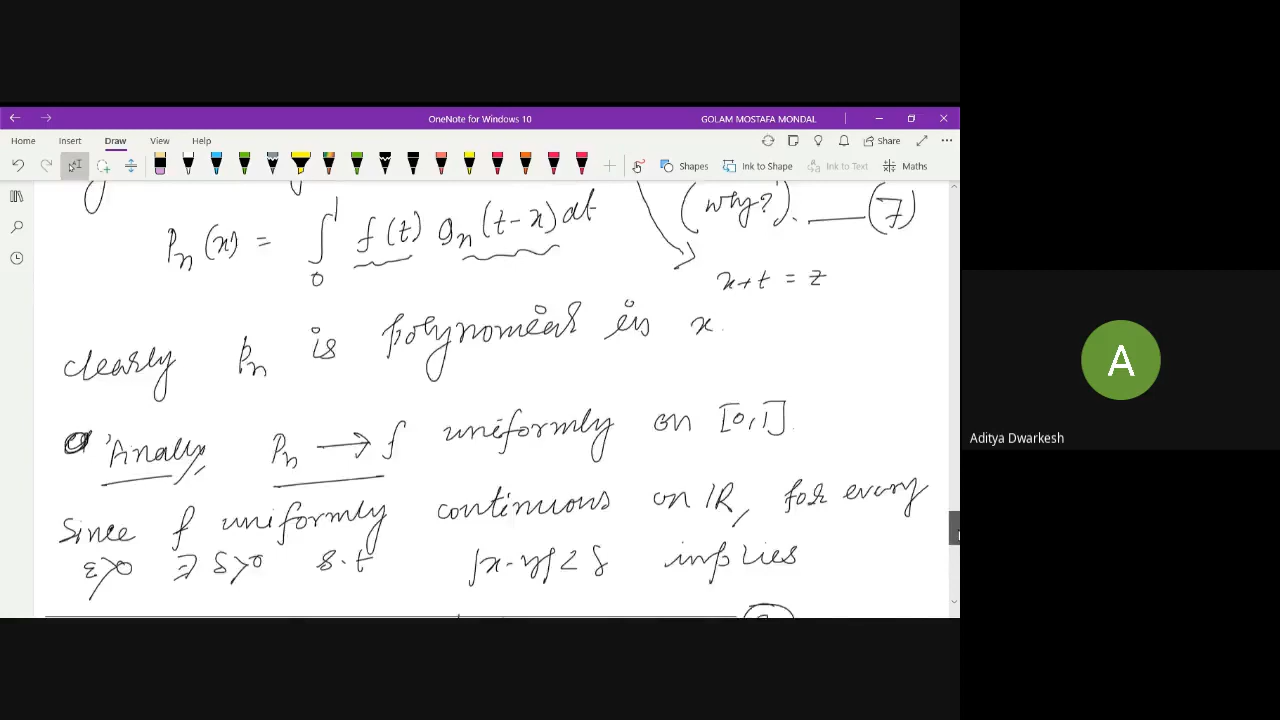 OneNote for Windows 10
GOLAM MOSTAFA MONDAL
Home Insert Draw View Help
Share
Shapes Ink to Shape Ink to Text Maths
(why?). ——(7)
Pn(x) = ∫₀¹ f(t) gn(t-x) dt
x+t = z
clearly Pn is polynomial in x.
Finally Pn → f uniformly on [0,1].
Since f uniformly continuous on IR, for every
ε>0 ∃ δ>0 s.t |x-y|<δ implies
A
Aditya Dwarkesh